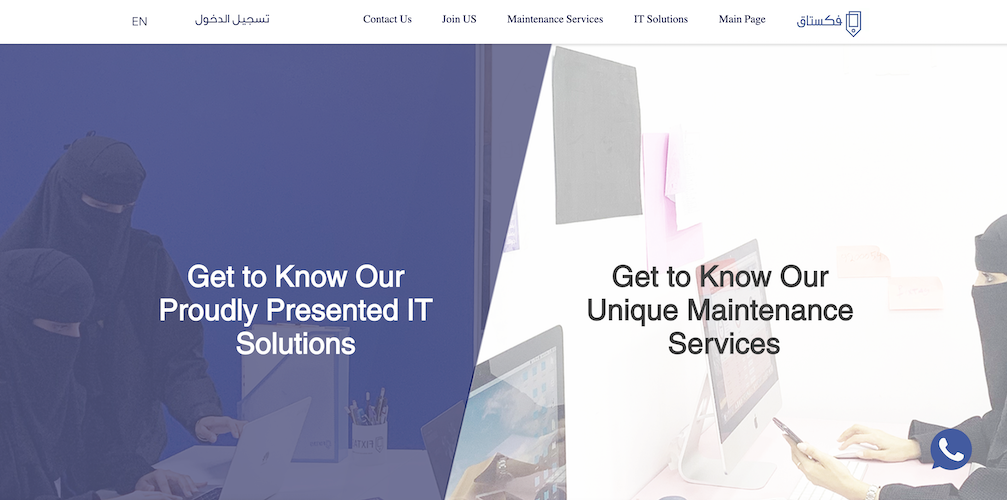 EN
تسجيل الدخول
Contact Us
Join US
Maintenance Services
IT Solutions
Main Page
فكستاق
Get to Know Our
Proudly Presented IT
Solutions
Get to Know Our
Unique Maintenance
Services